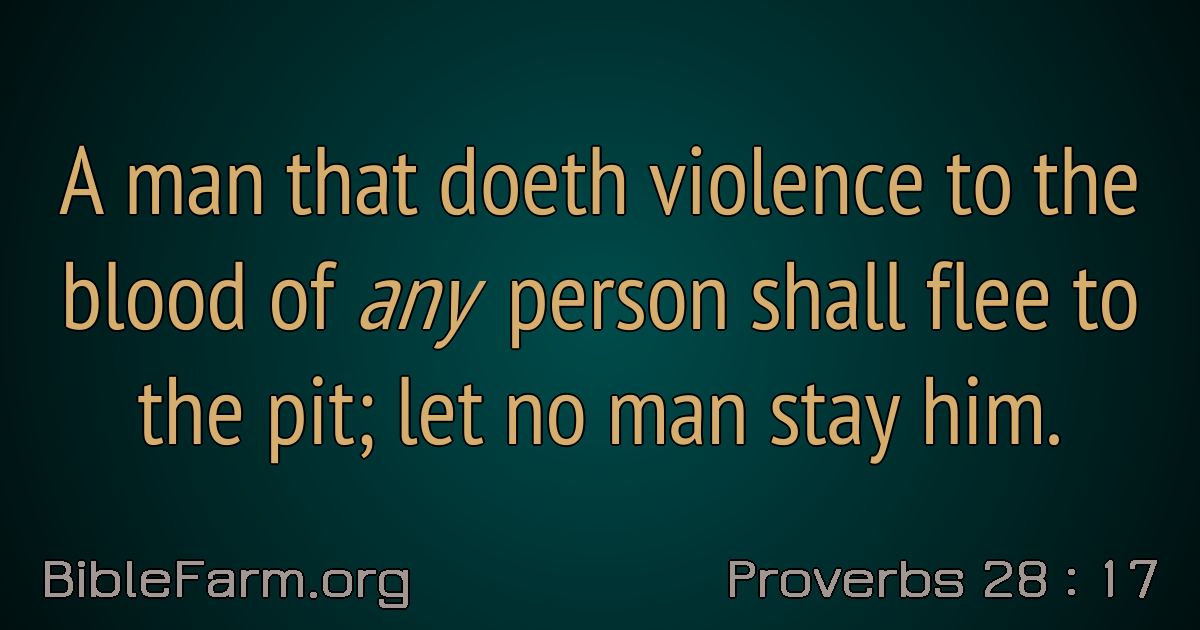 A man that doeth violence to the
blood of any person shall flee to
the pit; let no man stay him.
BibleFarm.org
Proverbs 28 : 17